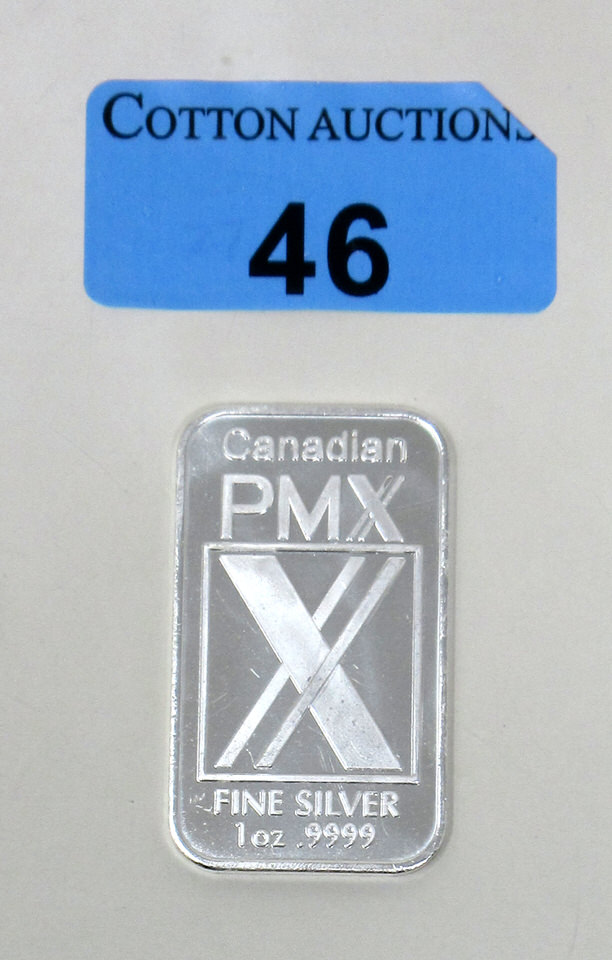 COTTON AUCTIONS
46
Canadian
PMX
X
FINE SILVER
1oz .9999